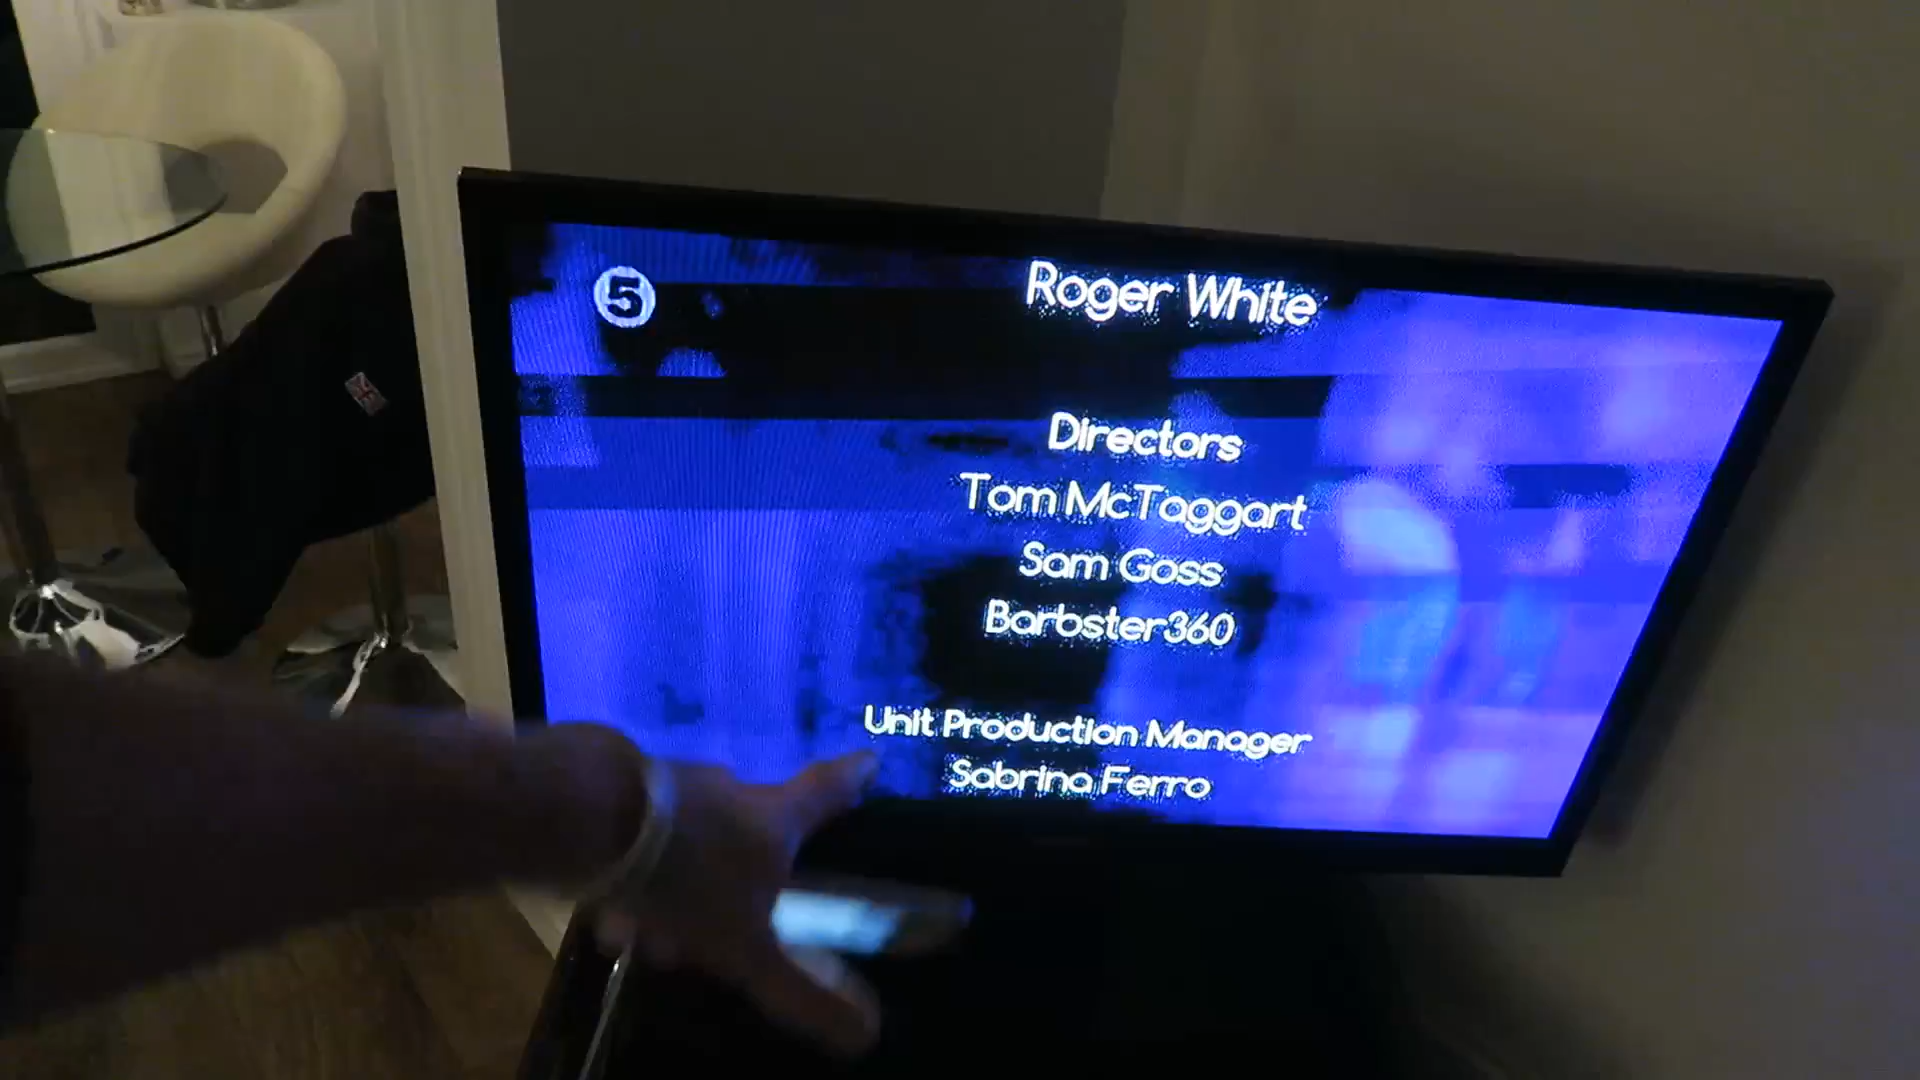 5
Roger White
Directors
Tom McTaggart
Sam Goss
Barbster360
Unit Production Manager
Sabrina Ferro